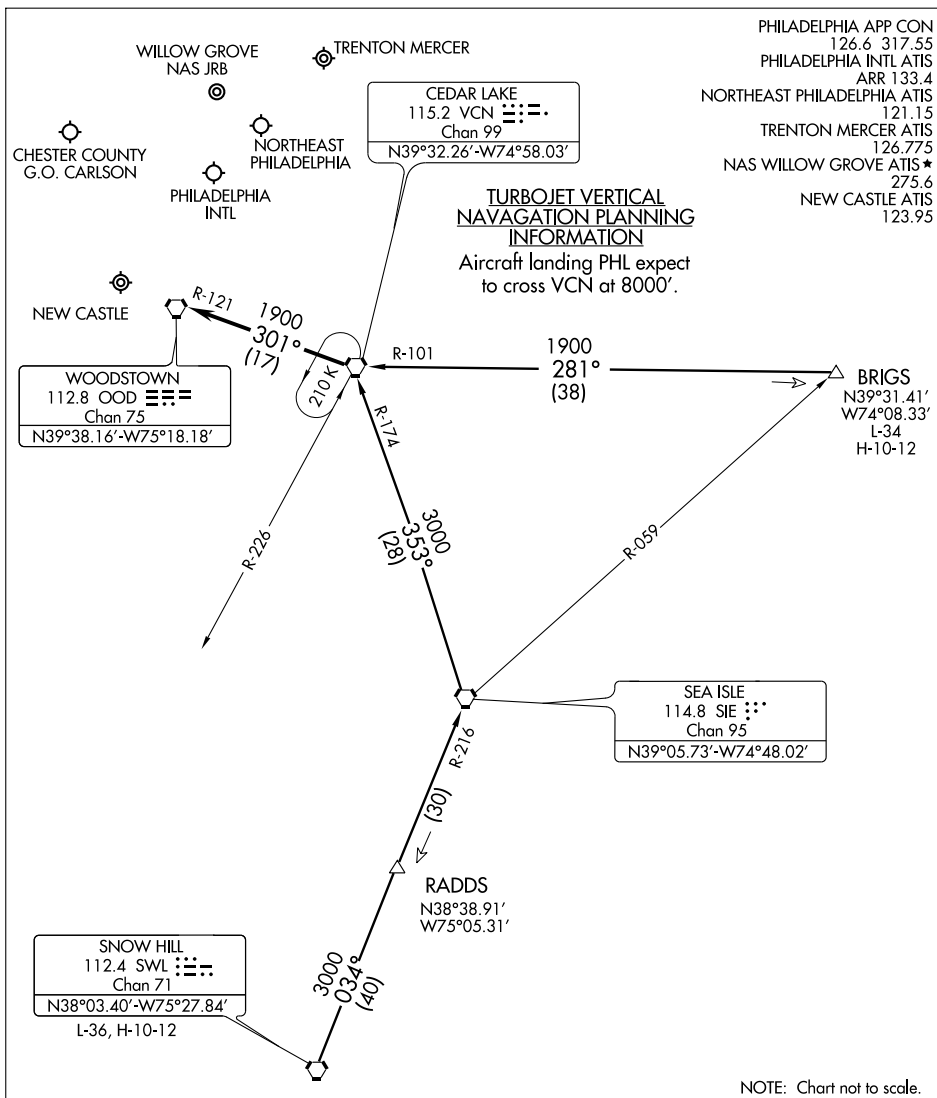 PHILADELPHIA APP CON
126.6 317.55
PHILADELPHIA INTL ATIS
ARR 133.4
NORTHEAST PHILADELPHIA ATIS
121.15
TRENTON MERCER ATIS
126.775
NAS WILLOW GROVE ATIS★
275.6
NEW CASTLE ATIS
123.95
WILLOW GROVE
NAS JRB
TRENTON MERCER
CHESTER COUNTY
G.O. CARLSON
NORTHEAST
PHILADELPHIA
PHILADELPHIA
INTL
NEW CASTLE
CEDAR LAKE
115.2 VCN
Chan 99
N39°32.26'-W74°58.03'
TURBOJET VERTICAL
NAVAGATION PLANNING
INFORMATION
Aircraft landing PHL expect
to cross VCN at 8000'.
R-121
1900
301°
(17)
210 K
R-101
1900
281°
(38)
BRIGS
N39°31.41'
W74°08.33'
L-34
H-10-12
WOODSTOWN
112.8 OOD
Chan 75
N39°38.16'-W75°18.18'
R-174
3000
353°
(28)
R-226
R-059
SEA ISLE
114.8 SIE
Chan 95
N39°05.73'-W74°48.02'
R-216
(30)
RADDS
N38°38.91'
W75°05.31'
3000
034°
(40)
SNOW HILL
112.4 SWL
Chan 71
N38°03.40'-W75°27.84'
L-36, H-10-12
NOTE: Chart not to scale.